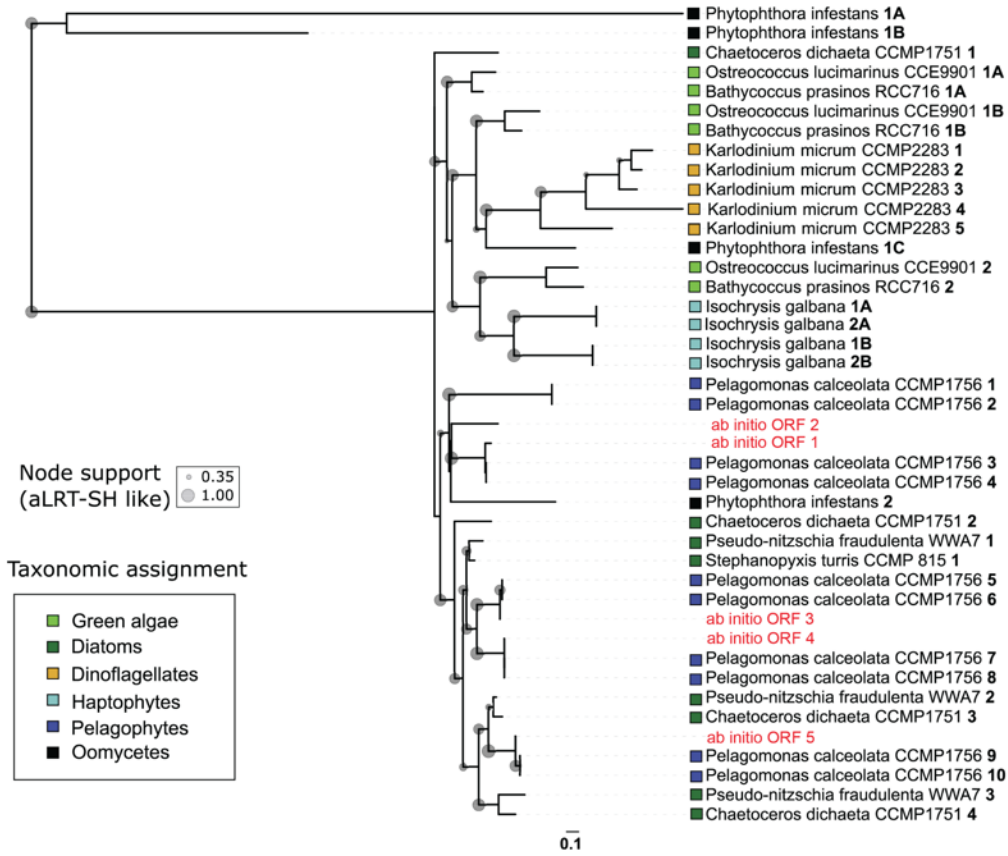 Phytophthora infestans 1A
Phytophthora infestans 1B
Chaetoceros dichaeta CCMP1751 1
Ostreococcus lucimarinus CCE9901 1A
Bathycoccus prasinos RCC716 1A
Ostreococcus lucimarinus CCE9901 1B
Bathycoccus prasinos RCC716 1B
Karlodinium micrum CCMP2283 1
Karlodinium micrum CCMP2283 2
Karlodinium micrum CCMP2283 3
Karlodinium micrum CCMP2283 4
Karlodinium micrum CCMP2283 5
Phytophthora infestans 1C
Ostreococcus lucimarinus CCE9901 2
Bathycoccus prasinos RCC716 2
Isochrysis galbana 1A
Isochrysis galbana 2A
Isochrysis galbana 1B
Isochrysis galbana 2B
Pelagomonas calceolata CCMP1756 1
Pelagomonas calceolata CCMP1756 2
ab initio ORF 2
ab initio ORF 1
Pelagomonas calceolata CCMP1756 3
Pelagomonas calceolata CCMP1756 4
Phytophthora infestans 2
Chaetoceros dichaeta CCMP1751 2
Pseudo-nitzschia fraudulenta WWA7 1
Stephanopyxis turris CCMP 815 1
Pelagomonas calceolata CCMP1756 5
Pelagomonas calceolata CCMP1756 6
ab initio ORF 3
ab initio ORF 4
Pelagomonas calceolata CCMP1756 7
Pelagomonas calceolata CCMP1756 8
Pseudo-nitzschia fraudulenta WWA7 2
Chaetoceros dichaeta CCMP1751 3
ab initio ORF 5
Pelagomonas calceolata CCMP1756 9
Pelagomonas calceolata CCMP1756 10
Pseudo-nitzschia fraudulenta WWA7 3
Chaetoceros dichaeta CCMP1751 4
Node support
(aLRT-SH like)
0.35
1.00
Taxonomic assignment
Green algae
Diatoms
Dinoflagellates
Haptophytes
Pelagophytes
Oomycetes
0.1